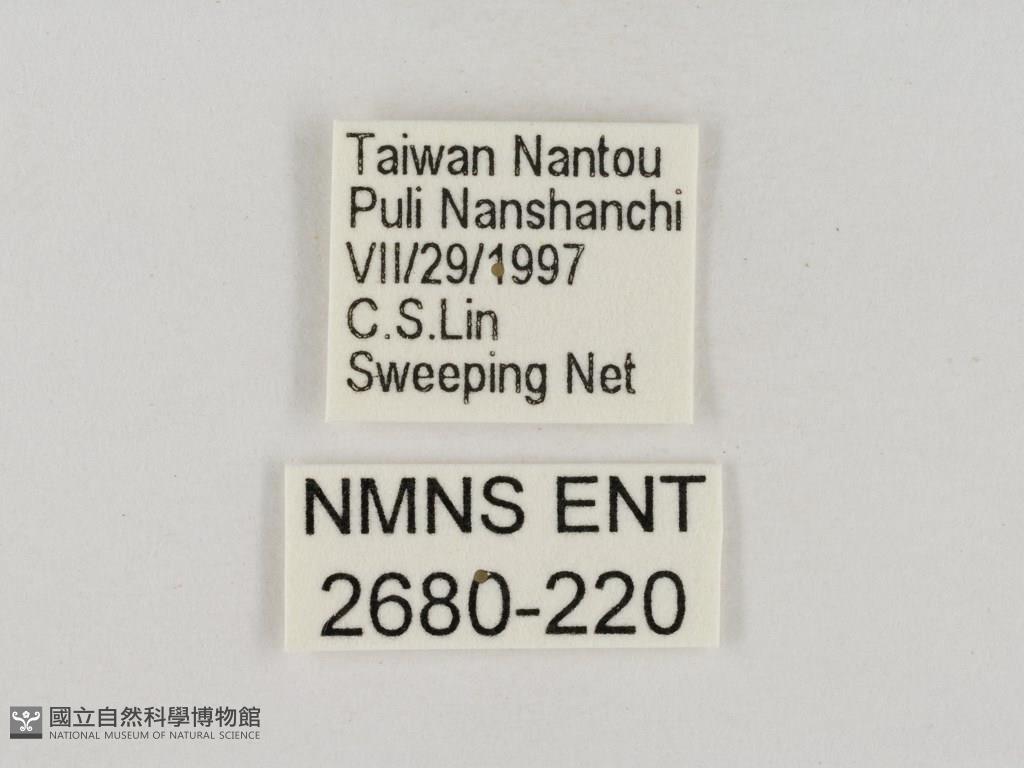 Taiwan Nantou
Puli Nanshanchi
VII/29/1997
C.S.Lin
Sweeping Net
NMNS ENT
2680-220
國立自然科學博物館
NATIONAL MUSEUM OF NATURAL SCIENCE